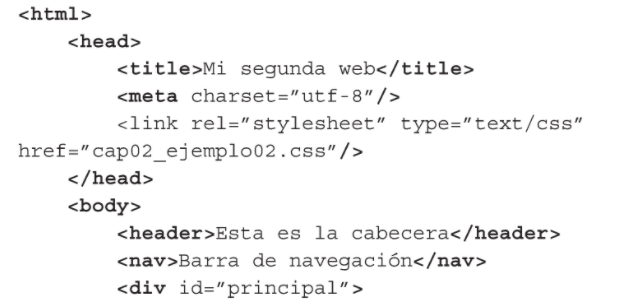 <html>
<head>
<title>Mi segunda web</title>
<meta charset="utf-8"/>
<link rel="stylesheet" type="text/css"
href="cap02_ejemplo02.css"/>
</head>
<body>
<header>Esta es la cabecera</header>
<nav>Barra de navegación</nav>
<div id="principal">